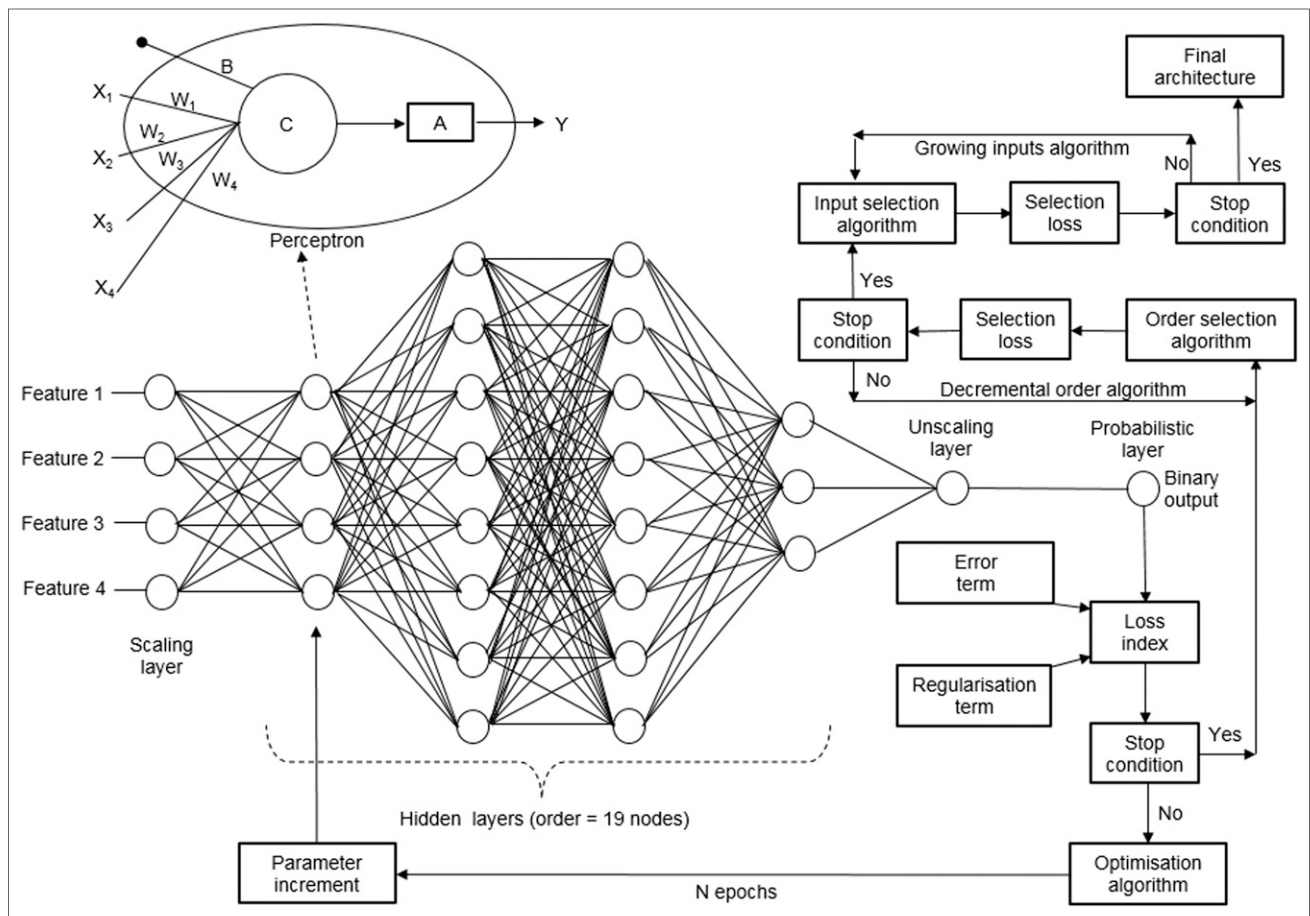 B
X1
W1
W2
X2
W3
W4
X3
X4
C
A
Y
Perceptron
Final
architecture
Growing inputs algorithm
No
Yes
Input selection
algorithm
Selection
loss
Stop
condition
Yes
Stop
condition
Selection
loss
Order selection
algorithm
No
Decremental order algorithm
Feature 1
Feature 2
Feature 3
Feature 4
Scaling
layer
Unscaling
layer
Probabilistic
layer
Binary
output
Error
term
Loss
index
Regularisation
term
Stop
condition
Yes
No
Hidden layers (order = 19 nodes)
Parameter
increment
N epochs
Optimisation
algorithm